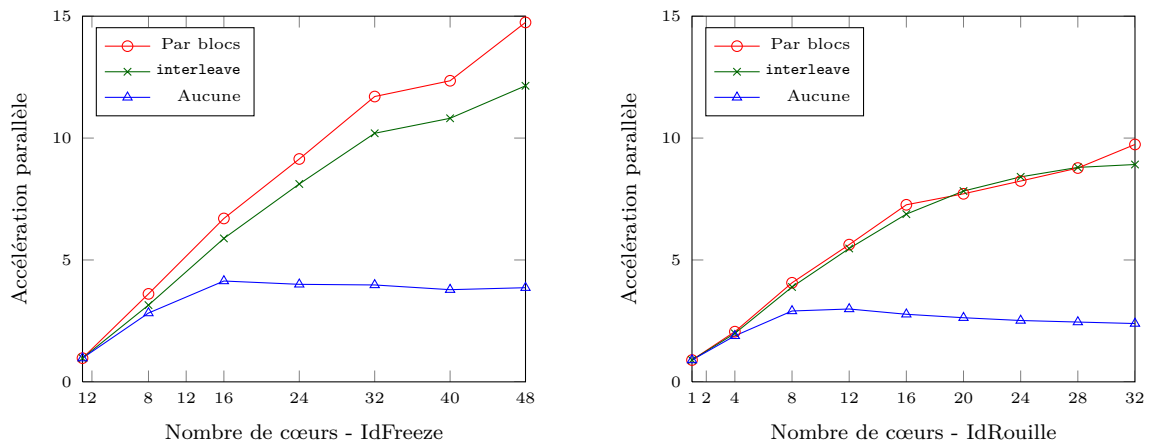 15
10
5
0
Accélération parallèle
Par blocs
interleave
Aucune
1 2 8 12 16 24 32 40 48
Nombre de cœurs - IdFreeze
15
10
5
0
Accélération parallèle
Par blocs
interleave
Aucune
1 2 4 8 12 16 20 24 28 32
Nombre de cœurs - IdRouille